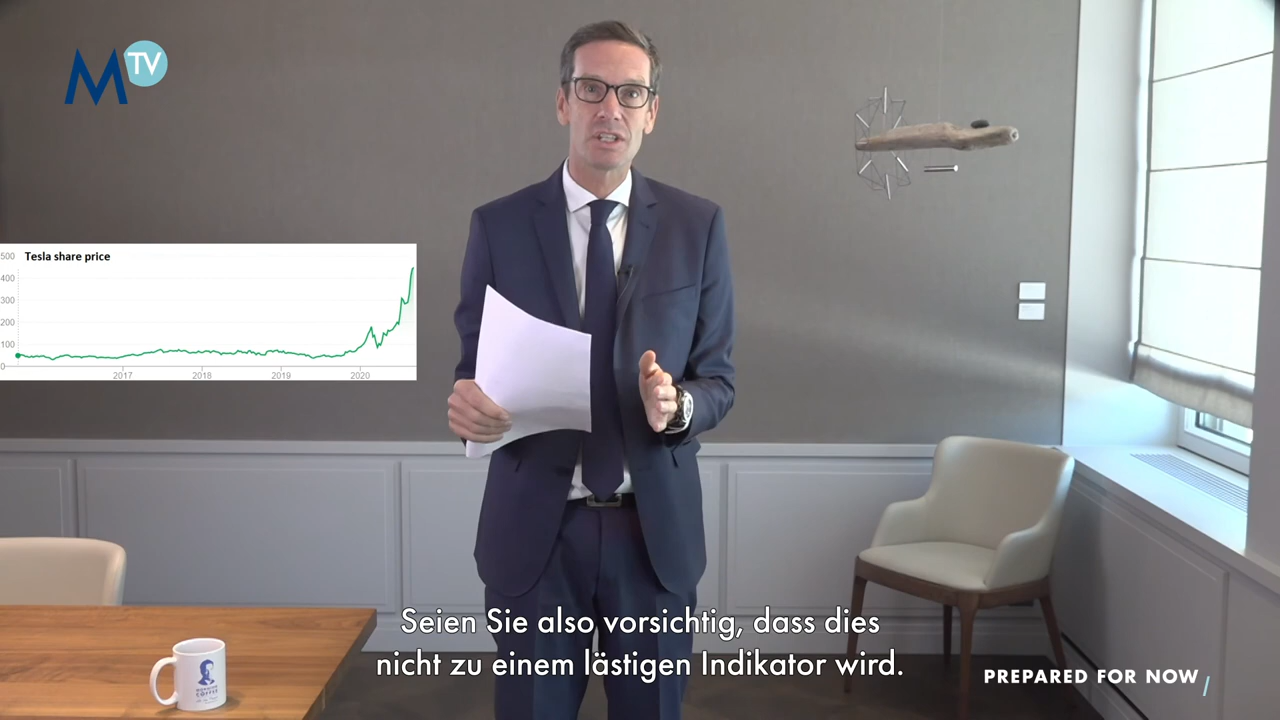 M TV
500 Tesla share price
400
300
200
100
0
2017 2018 2019 2020
Seien Sie also vorsichtig, dass dies
nicht zu einem lästigen Indikator wird.
PREPARED FOR NOW/